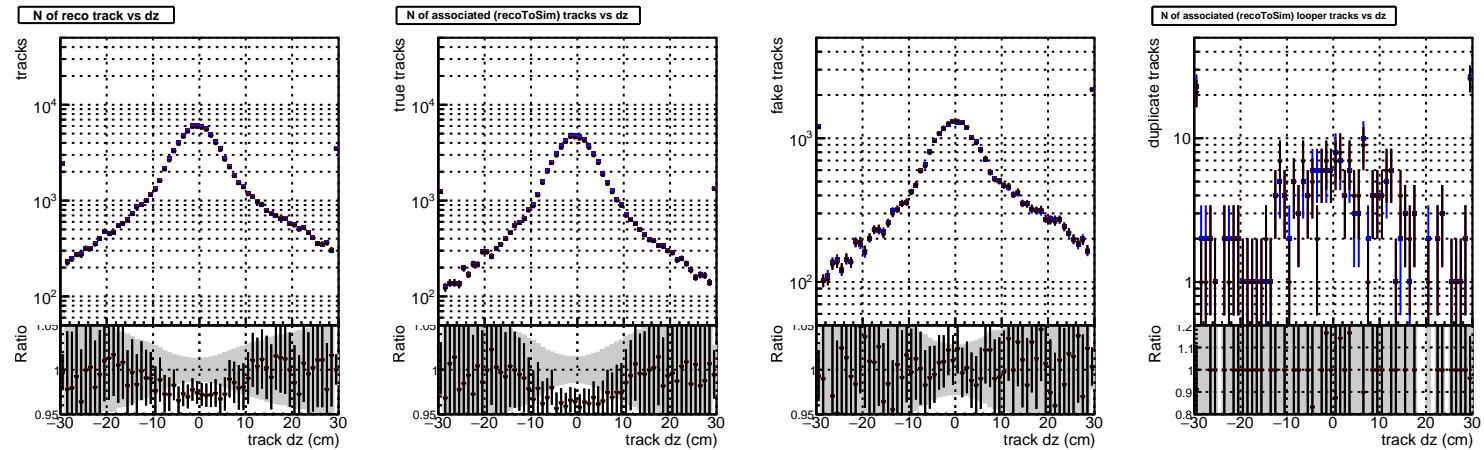 N of reco track vs dz
tracks
10⁴
10³
10²
Ratio
1.05
1
0.95
−30 −20 −10 0 10 20 30
track dz (cm)
N of associated (recoToSim) tracks vs dz
true tracks
10⁴
10³
10²
Ratio
1.05
1.0
0.95
−30 −20 −10 0 10 20 30
track dz (cm)
fake tracks
10³
10²
Ratio
1.05
1
0.95
−30 −20 −10 0 10 20 30
track dz (cm)
N of associated (recoToSim) looper tracks vs dz
duplicate tracks
10
1
Ratio
1.2
1.1
1
0.9
0.8
−30 −20 −10 0 10 20 30
track dz (cm)